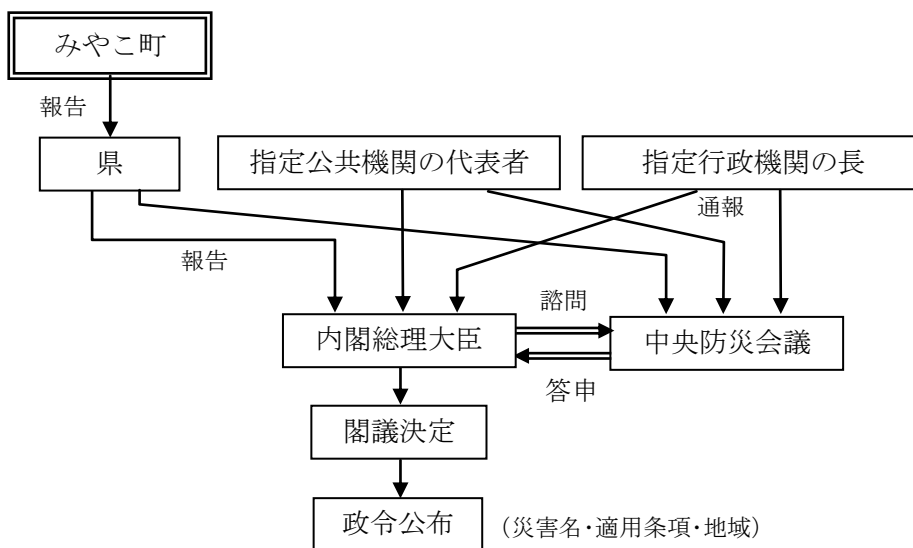 みやこ町
報告
県
指定公共機関の代表者
指定行政機関の長
通報
報告
諮問
内閣総理大臣
中央防災会議
答申
閣議決定
政令公布
（災害名・適用条項・地域）